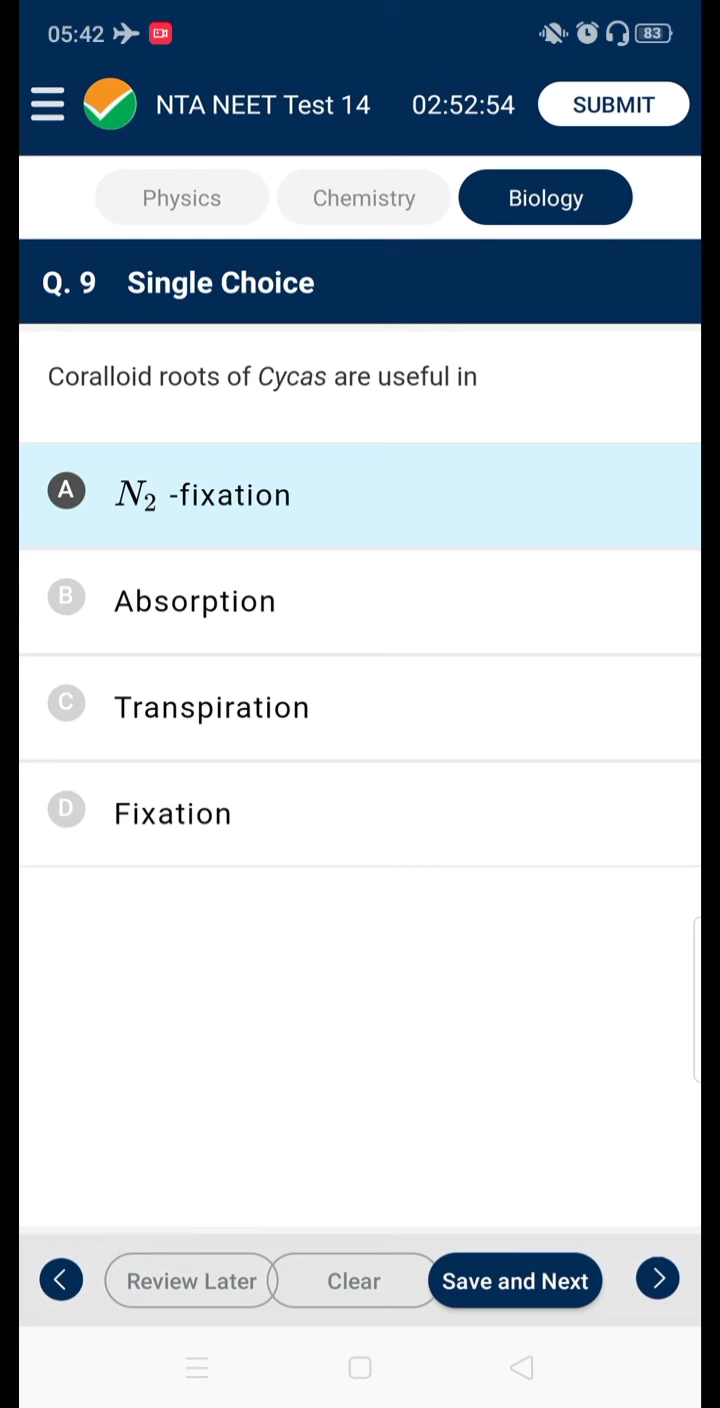 05:42 83
NTA NEET Test 14 02:52:54 SUBMIT
Physics Chemistry Biology
Q. 9 Single Choice
Coralloid roots of Cycas are useful in
A N₂ -fixation
B Absorption
C Transpiration
D Fixation
Review Later Clear Save and Next